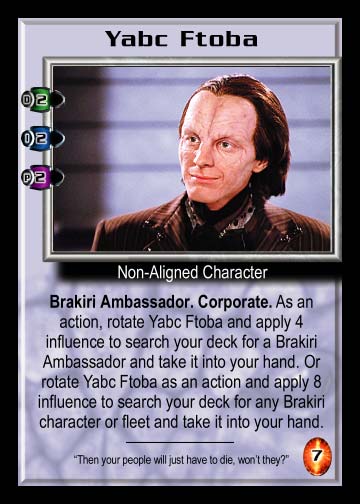 Yabc Ftoba
D 2
I 2
P 2
Non-Aligned Character
Brakiri Ambassador. Corporate. As an
action, rotate Yabc Ftoba and apply 4
influence to search your deck for a Brakiri
Ambassador and take it into your hand. Or
rotate Yabc Ftoba as an action and apply 8
influence to search your deck for any Brakiri
character or fleet and take it into your hand.
“Then your people will just have to die, won’t they?”
7